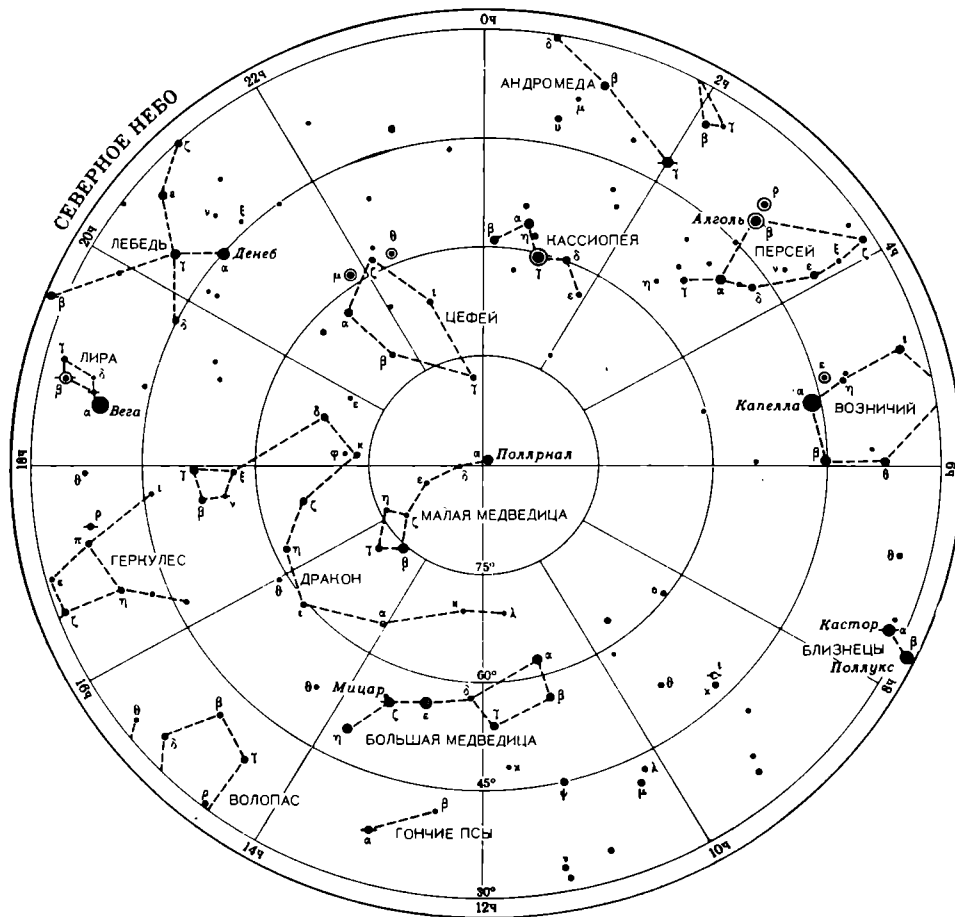 СЕВЕРНОЕ НЕБО
0ч
2ч
4ч
6ч
8ч
10ч
12ч
14ч
16ч
18ч
20ч
22ч
75°
60°
45°
30°
АНДРОМЕДА
δ
β
μ
υ
γ
β
γ
ρ
Алголь
β
ПЕРСЕЙ
ξ
ζ
ν
ε
η
γ
α
δ
КАССИОПЕЯ
β
α
η
γ
δ
ε
ζ
ε
ν
ξ
ЛЕБЕДЬ
Денеб
γ
α
β
δ
θ
μ
ζ
ι
ЦЕФЕЙ
α
β
γ
ЛИРА
γ
δ
β
α
Вега
ε
ι
η
α
Капелла
ВОЗНИЧИЙ
β
θ
α
Полярная
δ
ε
η
ζ
МАЛАЯ МЕДВЕДИЦА
γ
β
ε
δ
φ
κ
γ
ξ
β
ν
ζ
η
θ
ДРАКОН
ι
α
κ
λ
θ
ι
ρ
π
ГЕРКУЛЕС
ε
η
ζ
θ
Кастор
α
β
БЛИЗНЕЦЫ
Поллукс
ο
θ
ι
κ
Мицар
α
δ
β
ζ
ε
γ
η
БОЛЬШАЯ МЕДВЕДИЦА
χ
ψ
λ
μ
ν
θ
β
δ
γ
ρ
ВОЛОПАС
β
α
ГОНЧИЕ ПСЫ